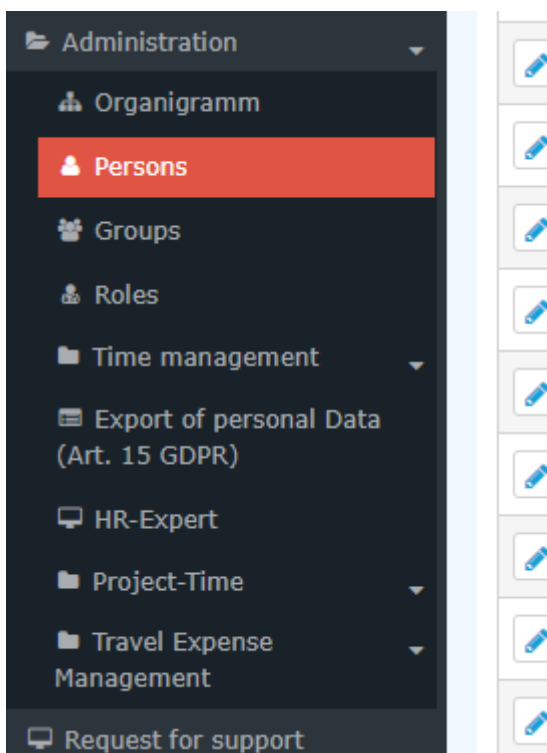 Administration
Organigramm
Persons
Groups
Roles
Time management
Export of personal Data
(Art. 15 GDPR)
HR-Expert
Project-Time
Travel Expense
Management
Request for support